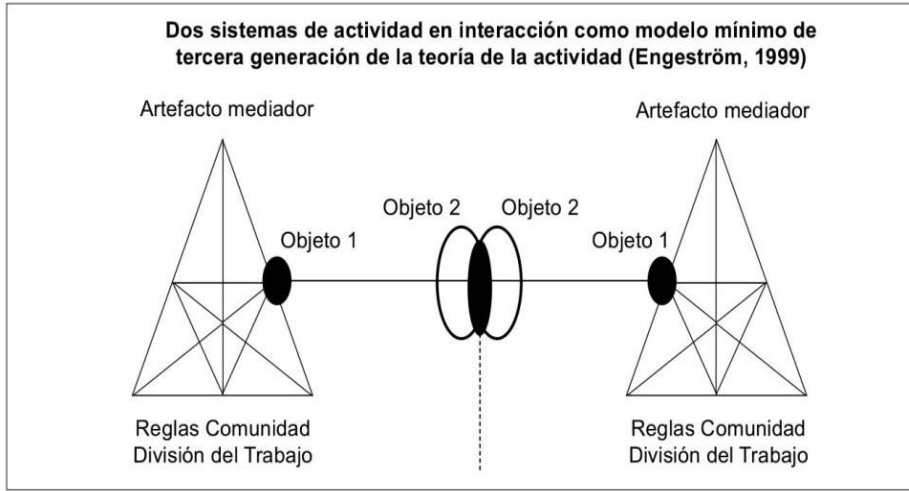 Dos sistemas de actividad en interacción como modelo mínimo de
tercera generación de la teoría de la actividad (Engeström, 1999)
Artefacto mediador
Artefacto mediador
Objeto 2
Objeto 2
Objeto 1
Objeto 1
Reglas Comunidad
División del Trabajo
Reglas Comunidad
División del Trabajo